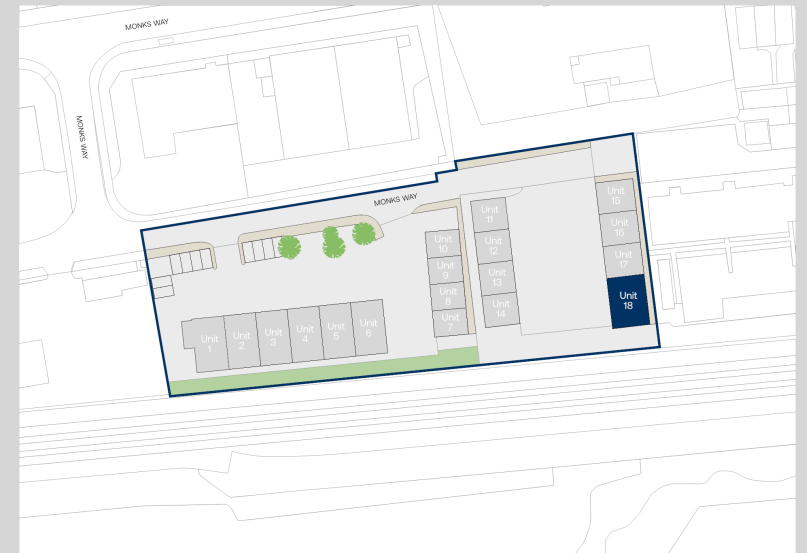 MONKS WAY
MONKS WAY
MONKS WAY
Unit
1
Unit
2
Unit
3
Unit
4
Unit
5
Unit
6
Unit
10
Unit
9
Unit
8
Unit
7
Unit
11
Unit
12
Unit
13
Unit
14
Unit
15
Unit
16
Unit
17
Unit
18